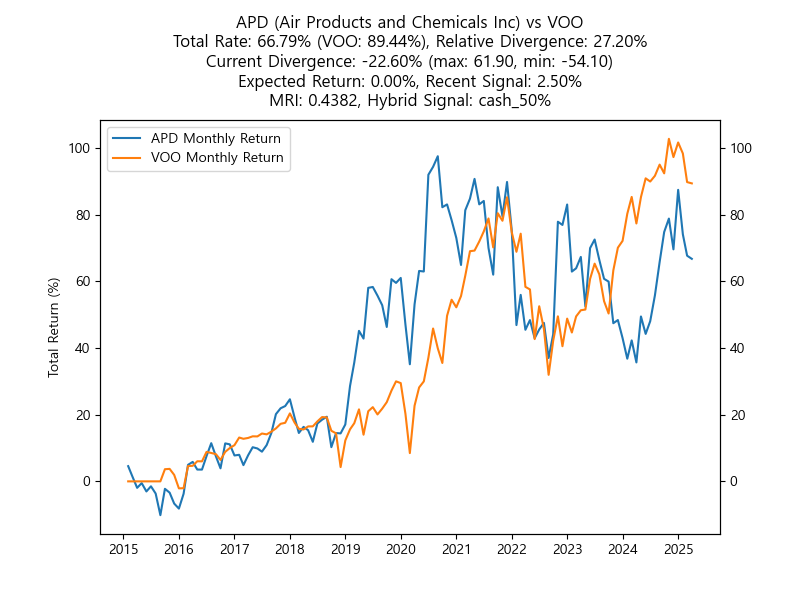 APD (Air Products and Chemicals Inc) vs VOO
Total Rate: 66.79% (VOO: 89.44%), Relative Divergence: 27.20%
Current Divergence: -22.60% (max: 61.90, min: -54.10)
Expected Return: 0.00%, Recent Signal: 2.50%
MRI: 0.4382, Hybrid Signal: cash_50%
APD Monthly Return
VOO Monthly Return
Total Return (%)
100
80
60
40
20
0
100
80
60
40
20
0
2015 2016 2017 2018 2019 2020 2021 2022 2023 2024 2025